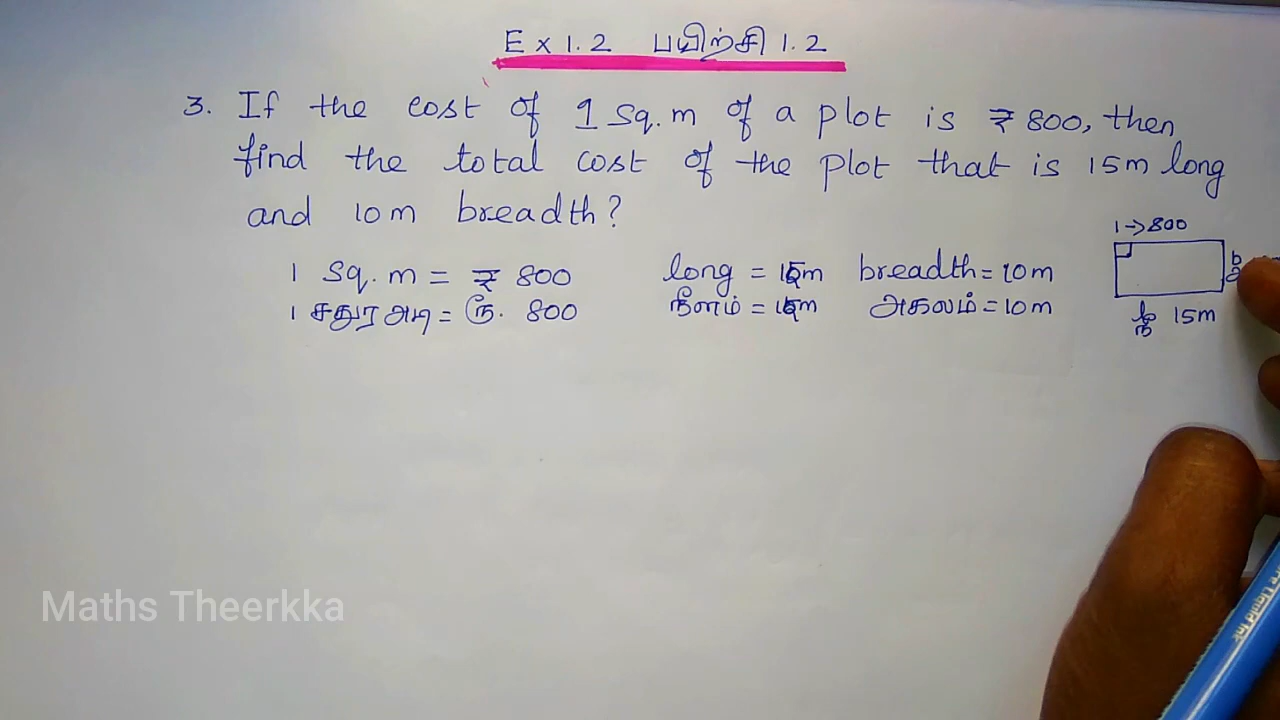 Ex 1.2 பயிற்சி 1.2
3. If the cost of 1 Sq.m of a plot is ₹ 800, then
find the total cost of the plot that is 15m long
and 10m breadth?
1→800
1 Sq.m = ₹ 800 long = 15m breadth = 10m b
1 சதுர அடி = ரூ. 800 நீளம் = 15m அகலம் = 10m அ
l 15m
நீ
Maths Theerkka